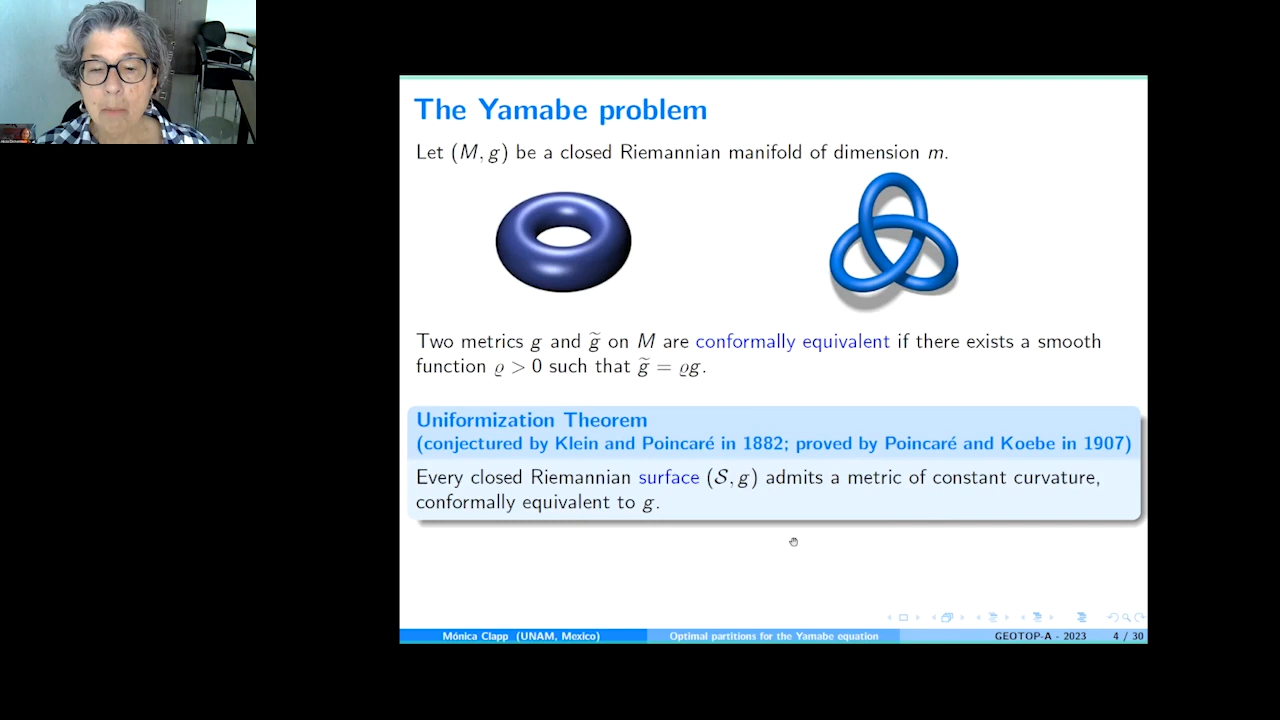 The Yamabe problem
Let (M, g) be a closed Riemannian manifold of dimension m.
Two metrics g and g̃ on M are conformally equivalent if there exists a smooth
function ϱ > 0 such that g̃ = ϱg.
Uniformization Theorem
(conjectured by Klein and Poincaré in 1882; proved by Poincaré and Koebe in 1907)
Every closed Riemannian surface (𝒮, g) admits a metric of constant curvature,
conformally equivalent to g.
Mónica Clapp (UNAM, Mexico) Optimal partitions for the Yamabe equation GEOTOP-A - 2023 4 / 30